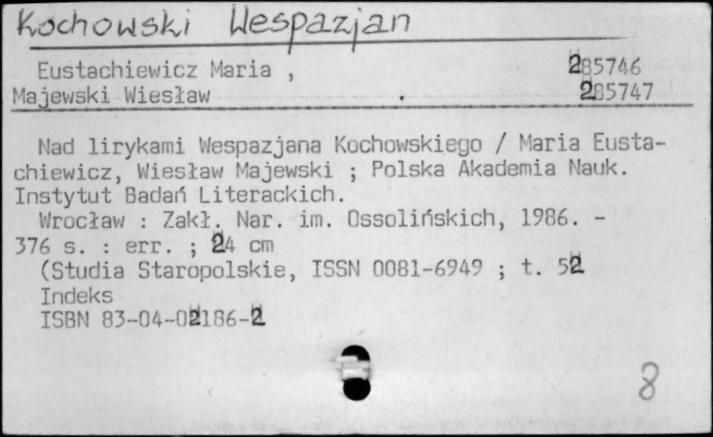 Kochowski Wespazjan
Eustachiewicz Maria , 285746
Majewski Wiesław 285747
Nad lirykami Wespazjana Kochowskiego / Maria Eusta-
chiewicz, Wiesław Majewski ; Polska Akademia Nauk.
Instytut Badań Literackich.
Wrocław : Zakł. Nar. im. Ossolińskich, 1986. -
376 s. : err. ; 24 cm
(Studia Staropolskie, ISSN 0081-6949 ; t. 52
Indeks
ISBN 83-04-02186-2
8